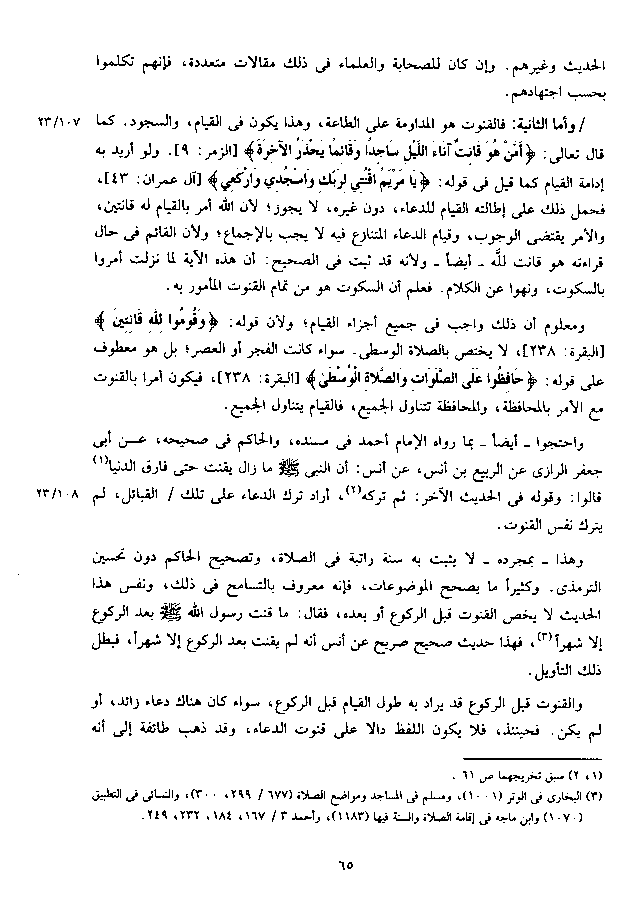 الحديث وغيرهم. وإن كان للصحابة والعلماء فى ذلك مقالات متعددة، فإنهم تكلموا
بحسب اجتهادهم.
٢٣/١٠٧ / وأما الثانية: فالقنوت هو المداومة على الطاعة، وهذا يكون فى القيام، والسجود. كما
قال تعالى: ﴿ أَمَّنْ هُوَ قَانِتٌ آنَاءَ اللَّيْلِ سَاجِدًا وَقَائِمًا يَحْذَرُ الآخِرَةَ ﴾ [الزمر: ٩]. ولو أريد به
إدامة القيام كما قيل فى قوله: ﴿ يَا مَرْيَمُ اقْنُتِي لِرَبِّكِ وَاسْجُدِي وَارْكَعِي ﴾ [آل عمران: ٤٣]،
فحمل ذلك على إطالته القيام للدعاء، دون غيره، لا يجوز؛ لأن الله أمر بالقيام له قانتين،
والأمر يقتضى الوجوب، وقيام الدعاء المتنازع فيه لا يجب بالإجماع؛ ولأن القائم فى حال
قراءته هو قانت للَّه ـ أيضاً ـ ولأنه قد ثبت فى الصحيح: أن هذه الآية لما نزلت أمروا
بالسكوت، ونهوا عن الكلام. فعلم أن السكوت هو من تمام القنوت المأمور به.
ومعلوم أن ذلك واجب فى جميع أجزاء القيام؛ ولأن قوله: ﴿ وَقُومُوا لِلَّهِ قَانِتِينَ ﴾
[البقرة: ٢٣٨]، لا يختص بالصلاة الوسطى. سواء كانت الفجر أو العصر؛ بل هو معطوف
على قوله: ﴿ حَافِظُوا عَلَى الصَّلَوَاتِ وَالصَّلاةِ الْوُسْطَىٰ ﴾ [البقرة: ٢٣٨]، فيكون أمرا بالقنوت
مع الأمر بالمحافظة، والمحافظة تتناول الجميع، فالقيام يتناول الجميع.
واحتجوا ـ أيضاً ـ بما رواه الإمام أحمد فى مسنده، والحاكم فى صحيحه، عن أبى
جعفر الرازى عن الربيع بن أنس، عن أنس: أن النبى ﷺ ما زال يقنت حتى فارق الدنيا(١)
٢٣/١٠٨ قالوا: وقوله فى الحديث الآخر: ثم تركه(٢)، أراد ترك الدعاء على تلك / القبائل، لم
يترك نفس القنوت.
وهذا ـ بمجرده ـ لا يثبت به سنة راتبة فى الصلاة، وتصحيح الحاكم دون تحسين
الترمذى. وكثيراً ما يصحح الموضوعات، فإنه معروف بالتسامح فى ذلك، ونفس هذا
الحديث لا يخص القنوت قبل الركوع أو بعده، فقال: ما قنت رسول الله ﷺ بعد الركوع
إلا شهراً(٣)، فهذا حديث صحيح صريح عن أنس أنه لم يقنت بعد الركوع إلا شهراً، فبطل
ذلك التأويل.
والقنوت قبل الركوع قد يراد به طول القيام قبل الركوع، سواء كان هناك دعاء زائد، أو
لم يكن. فحينئذ، فلا يكون اللفظ دالا على قنوت الدعاء، وقد ذهب طائفة إلى أنه
(١، ٢) سبق تخريجهما ص ٦١ .
(٣) البخارى فى الوتر (١٠٠١)، ومسلم فى المساجد ومواضع الصلاة (٦٧٧ / ٢٩٩، ٣٠٠)، والنسائى فى التطبيق
(١٠٧٠) وابن ماجه فى إقامة الصلاة والسنة فيها (١١٨٣)، وأحمد ٣ / ١٦٧، ١٨٤، ٢٣٢، ٢٤٩.
٦٥